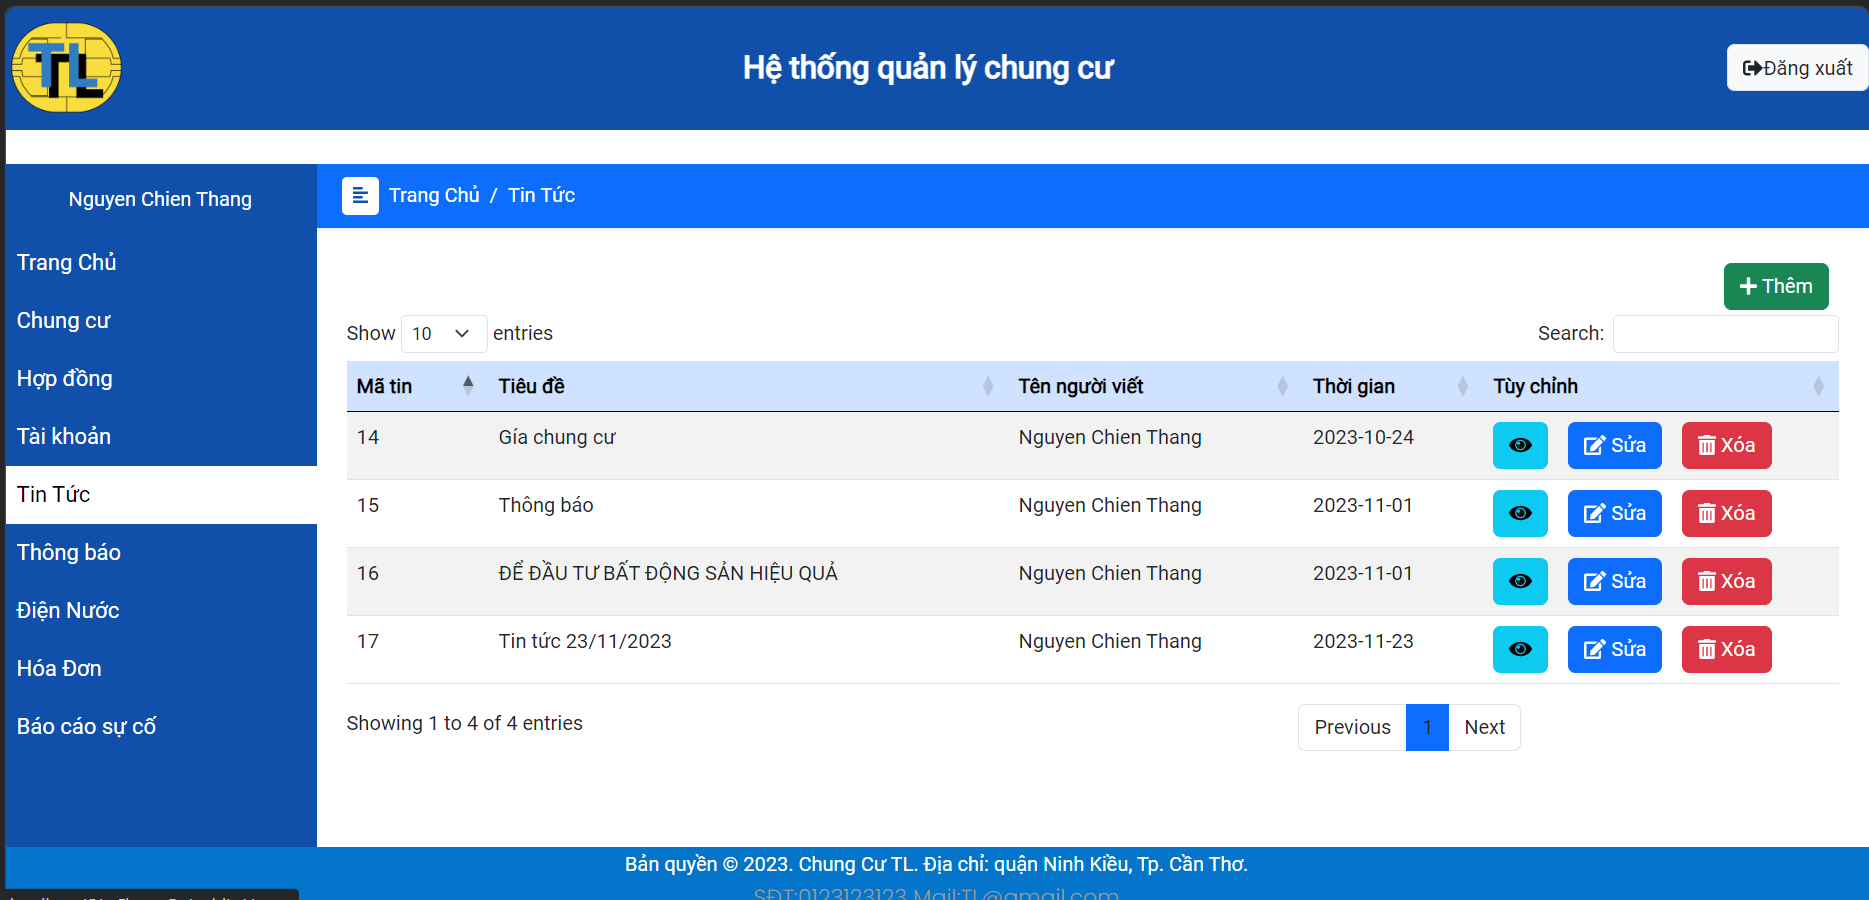 TL
Hệ thống quản lý chung cư
Đăng xuất
Nguyen Chien Thang
Trang Chủ / Tin Tức
Trang Chủ
Chung cư
Hợp đồng
Tài khoản
Tin Tức
Thông báo
Điện Nước
Hóa Đơn
Báo cáo sự cố
Thêm
Show 10 entries
Search:
Mã tin Tiêu đề Tên người viết Thời gian Tùy chỉnh
14 Gía chung cư Nguyen Chien Thang 2023-10-24 Sửa Xóa
15 Thông báo Nguyen Chien Thang 2023-11-01 Sửa Xóa
16 ĐỂ ĐẦU TƯ BẤT ĐỘNG SẢN HIỆU QUẢ Nguyen Chien Thang 2023-11-01 Sửa Xóa
17 Tin tức 23/11/2023 Nguyen Chien Thang 2023-11-23 Sửa Xóa
Showing 1 to 4 of 4 entries
Previous 1 Next
Bản quyền © 2023. Chung Cư TL. Địa chỉ: quận Ninh Kiều, Tp. Cần Thơ.
SĐT:0123123123 Mail:TL@gmail.com